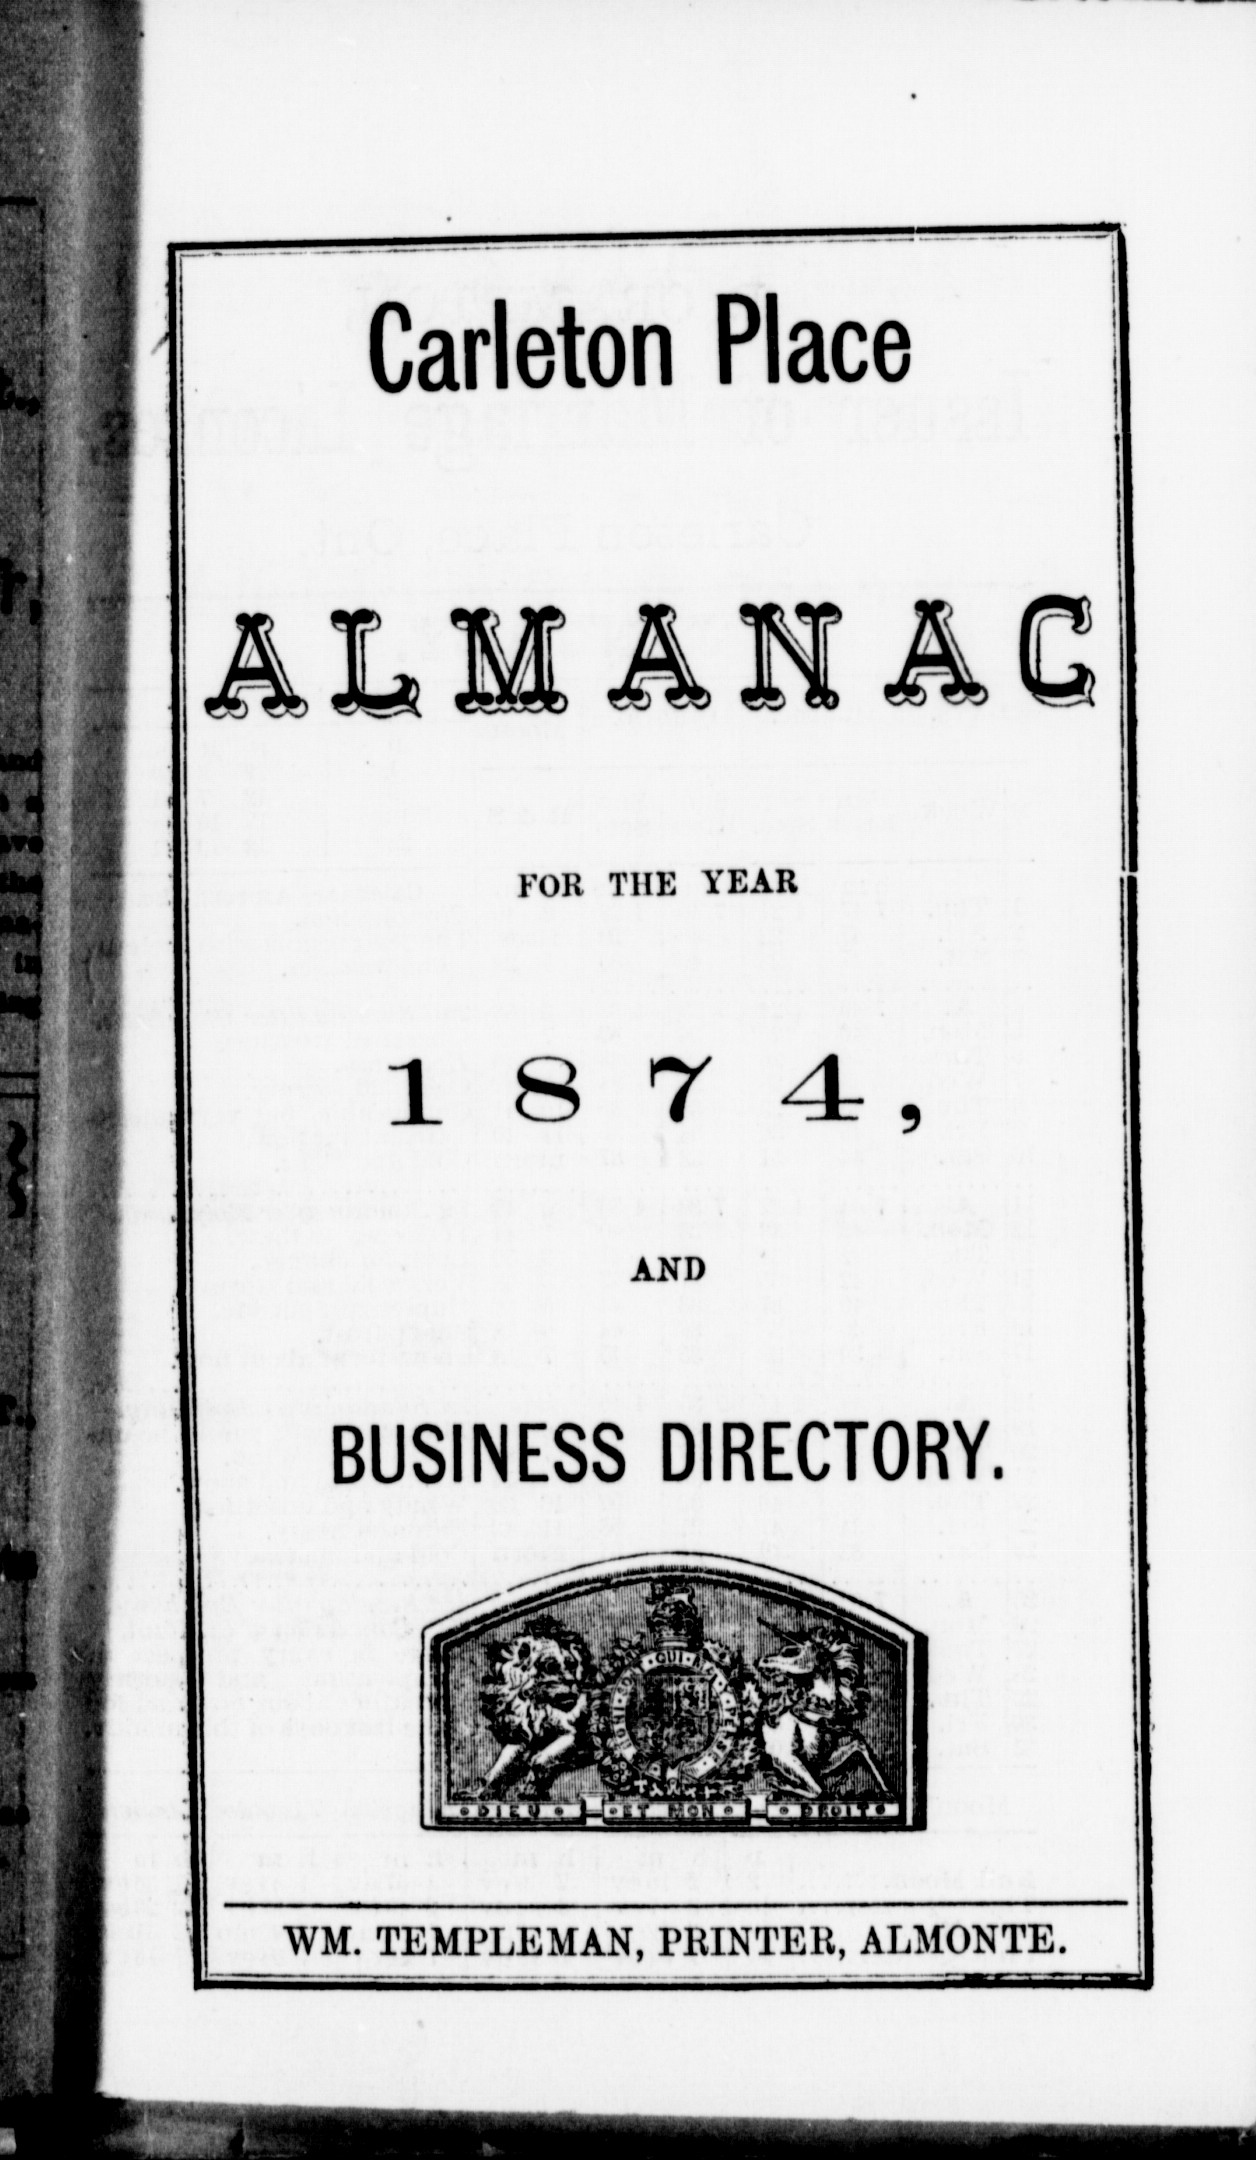 Carleton Place
ALMANAC
FOR THE YEAR
1874,
AND
BUSINESS DIRECTORY.
DIEU ET MON DROIT
WM. TEMPLEMAN, PRINTER, ALMONTE.